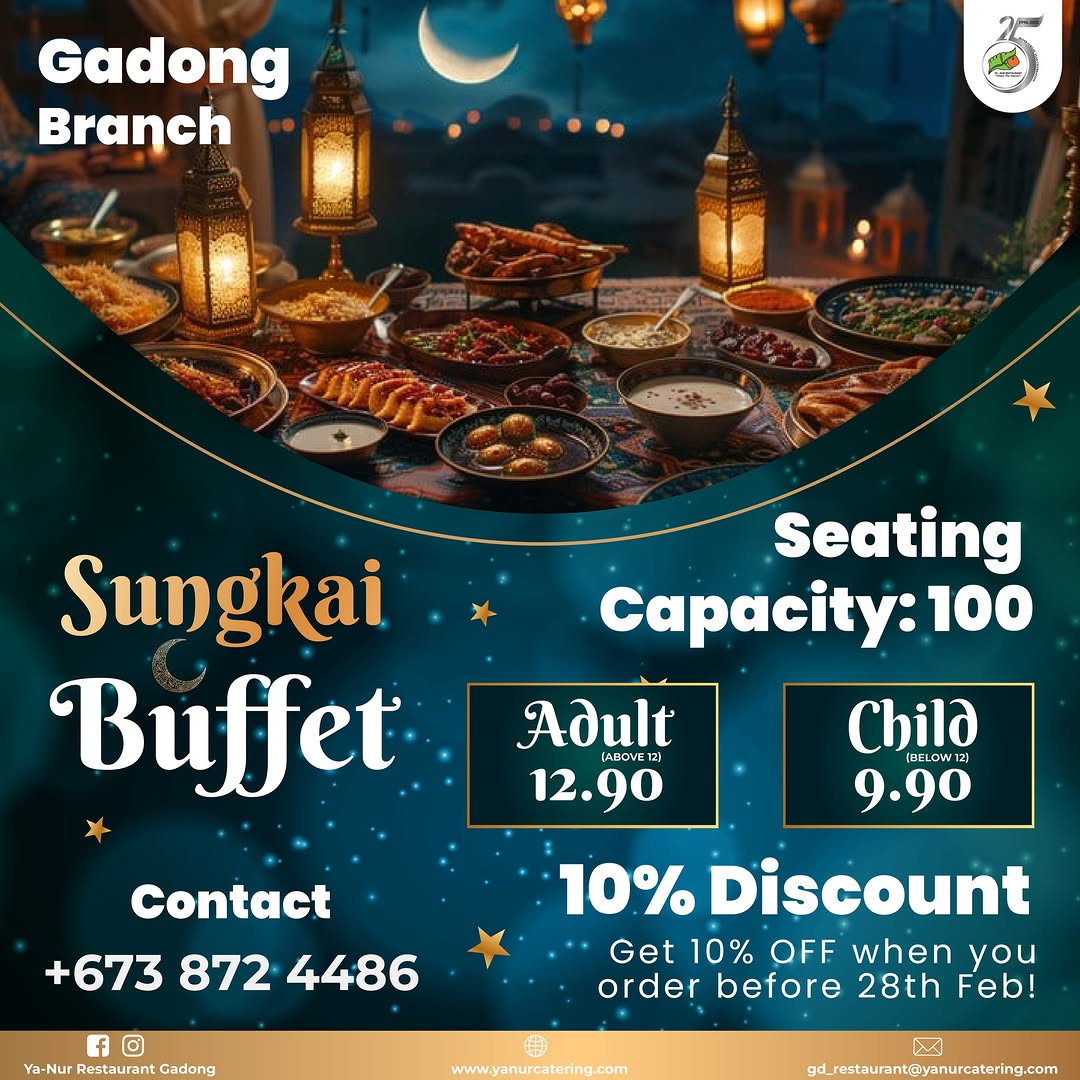 Gadong
Branch
25
Sungkai
Buffet
Seating
Capacity: 100
Adult
(ABOVE 12)
12.90
Child
(BELOW 12)
9.90
10% Discount
Get 10% OFF when you
order before 28th Feb!
Contact
+673 872 4486
Ya-Nur Restaurant Gadong
www.yanurcatering.com
gd_restaurant@yanurcatering.com